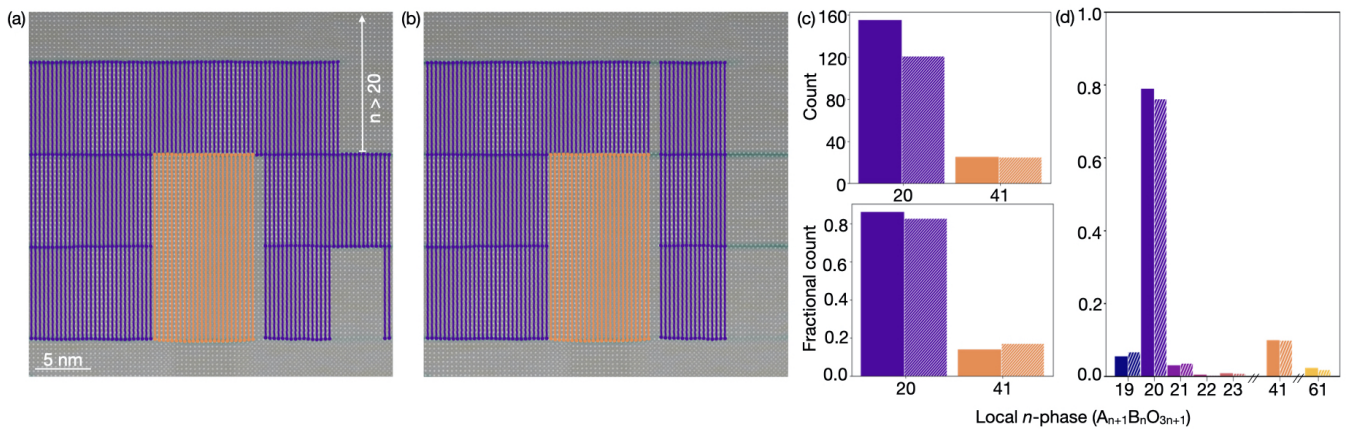 (a)
n > 20
5 nm
(b)
(c)
Count
160
120
80
40
0
20 41
Fractional count
0.8
0.6
0.4
0.2
0.0
20 41
(d)
1.0
0.8
0.6
0.4
0.2
0.0
19 20 21 22 23 // 41 // 61
Local n-phase (Aₙ₊₁BₙO₃ₙ₊₁)